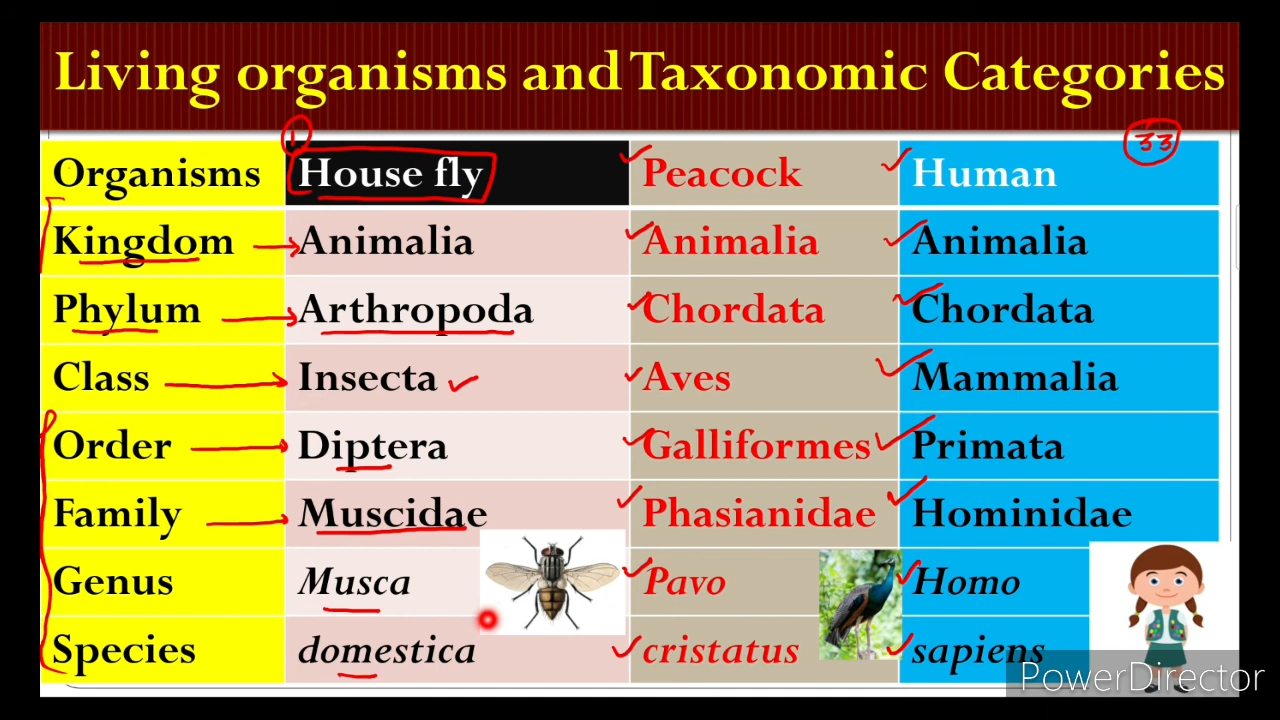 Living organisms and Taxonomic Categories
1 33
Organisms House fly Peacock Human
Kingdom Animalia Animalia Animalia
Phylum Arthropoda Chordata Chordata
Class Insecta Aves Mammalia
Order Diptera Galliformes Primata
Family Muscidae Phasianidae Hominidae
Genus Musca Pavo Homo
Species domestica cristatus sapiens
PowerDirector